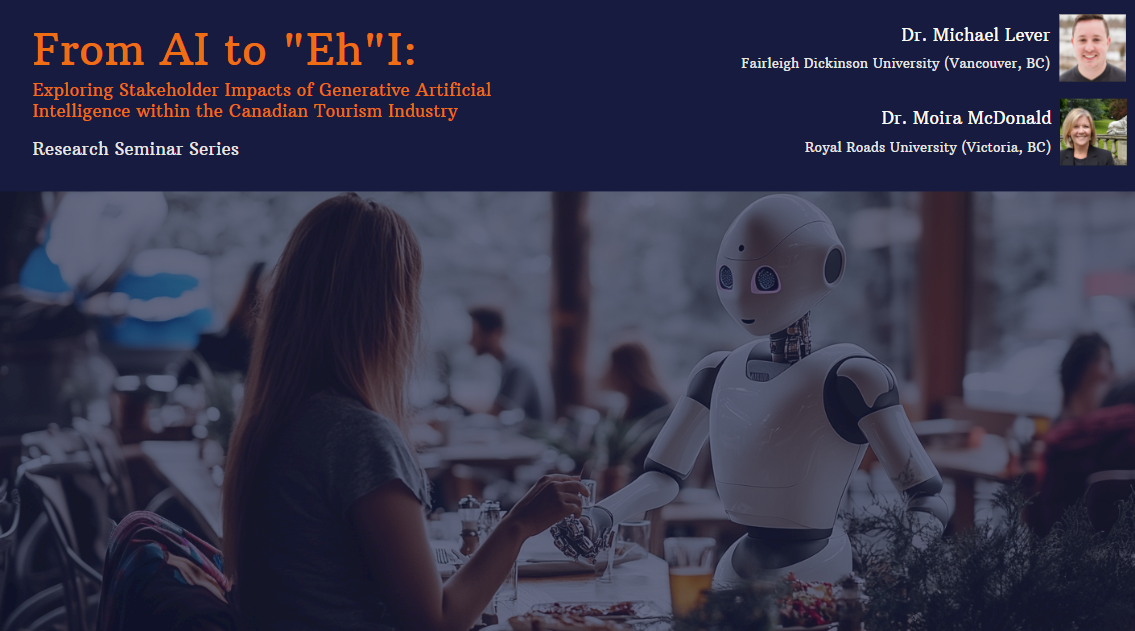 From AI to "Eh"I:
Exploring Stakeholder Impacts of Generative Artificial
Intelligence within the Canadian Tourism Industry
Research Seminar Series
Dr. Michael Lever
Fairleigh Dickinson University (Vancouver, BC)
Dr. Moira McDonald
Royal Roads University (Victoria, BC)